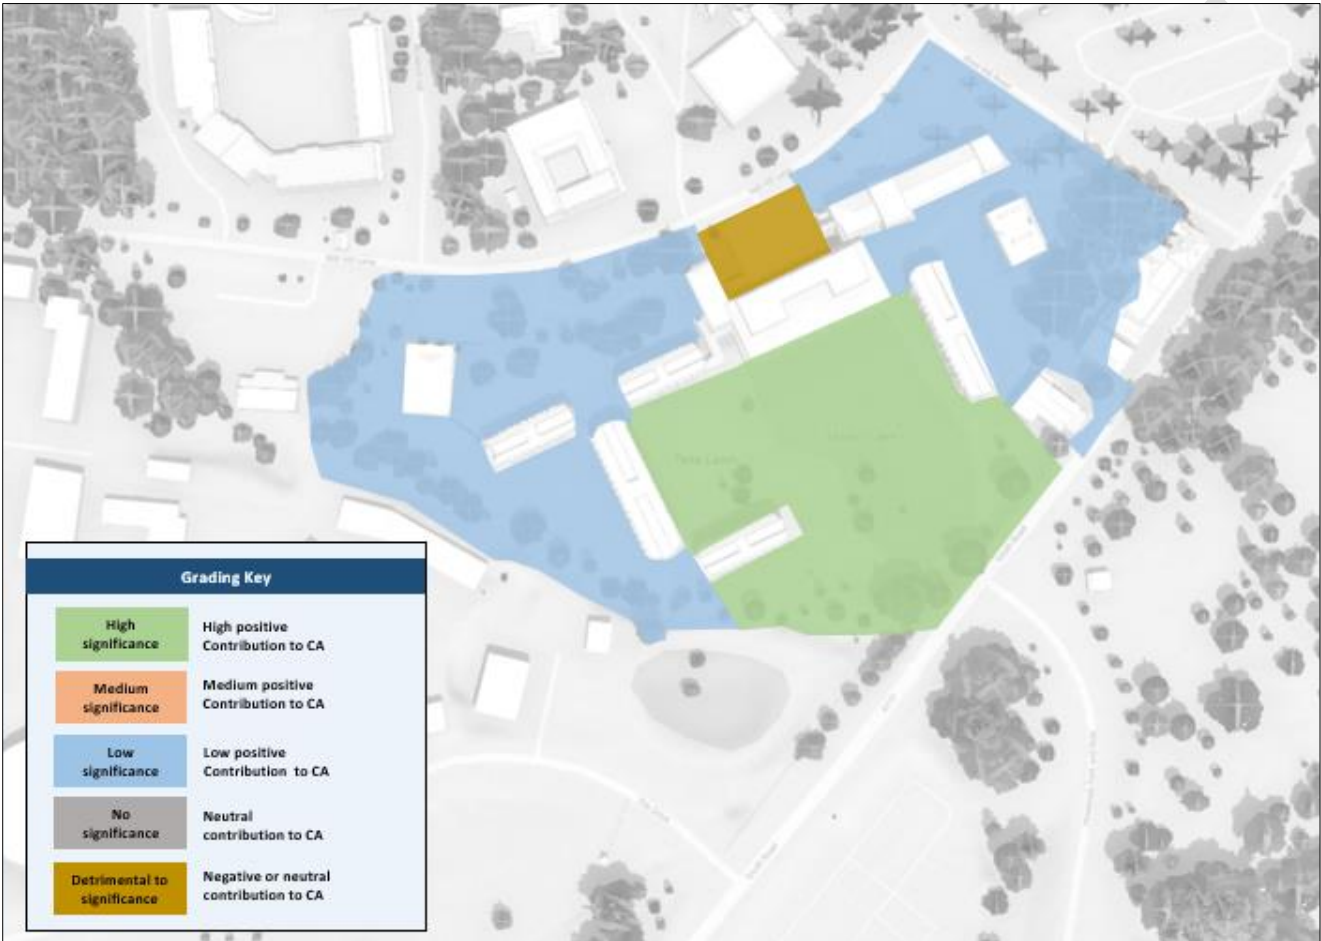 Grading Key
High
significance
High positive
Contribution to CA
Medium
significance
Medium positive
Contribution to CA
Low
significance
Low positive
Contribution to CA
No
significance
Neutral
contribution to CA
Detrimental to
significance
Negative or neutral
contribution to CA